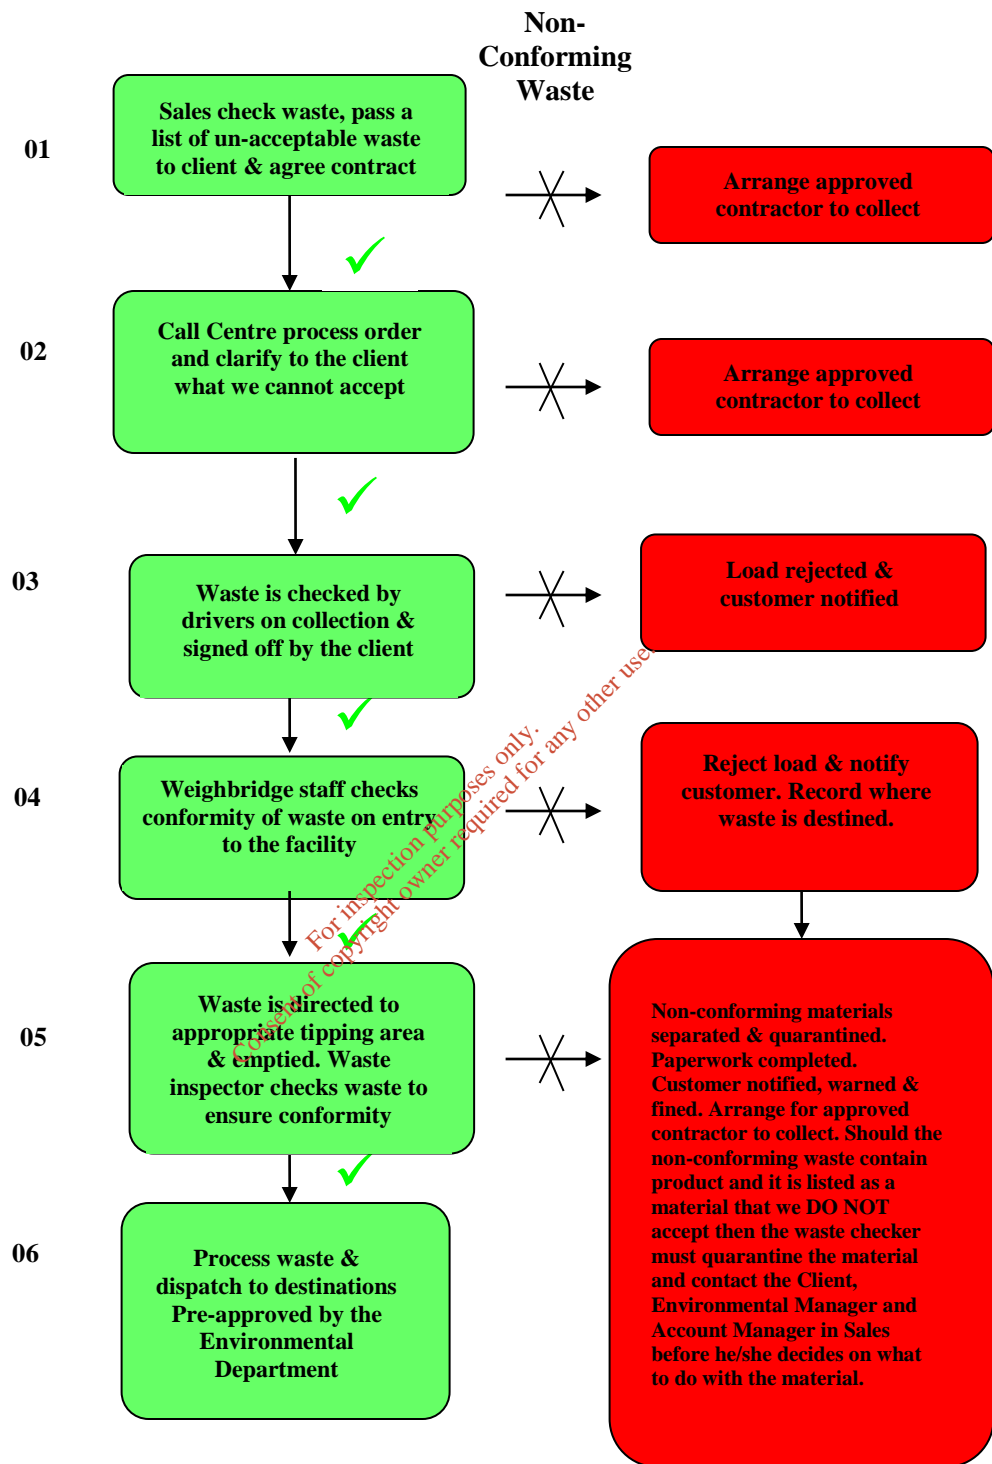 Non-
Conforming
Waste
01
Sales check waste, pass a
list of un-acceptable waste
to client & agree contract
Arrange approved
contractor to collect
02
Call Centre process order
and clarify to the client
what we cannot accept
Arrange approved
contractor to collect
03
Waste is checked by
drivers on collection &
signed off by the client
Load rejected &
customer notified
04
Weighbridge staff checks
conformity of waste on entry
to the facility
Reject load & notify
customer. Record where
waste is destined.
05
Waste is directed to
appropriate tipping area
& emptied. Waste
inspector checks waste to
ensure conformity
Non-conforming materials
separated & quarantined.
Paperwork completed.
Customer notified, warned &
fined. Arrange for approved
contractor to collect. Should the
non-conforming waste contain
product and it is listed as a
material that we DO NOT
accept then the waste checker
must quarantine the material
and contact the Client,
Environmental Manager and
Account Manager in Sales
before he/she decides on what
to do with the material.
06
Process waste &
dispatch to destinations
Pre-approved by the
Environmental
Department
For inspection purposes only.
Consent of copyright owner required for any other use.